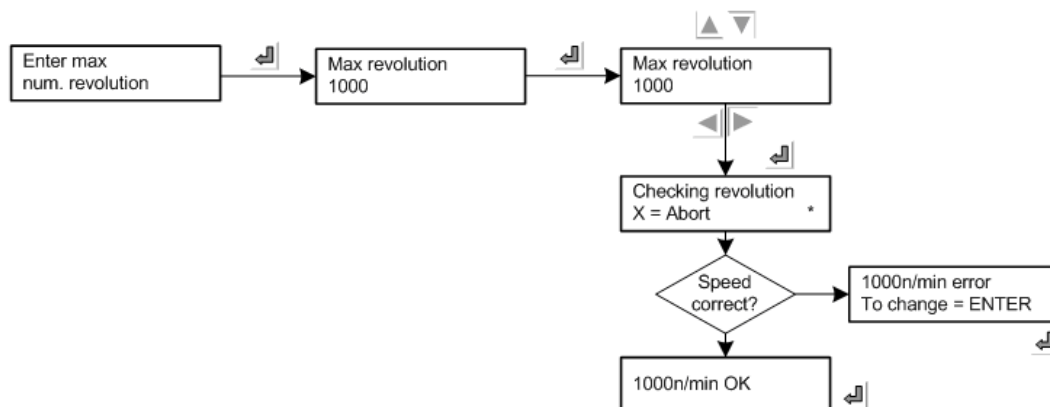 Enter max
num. revolution
Max revolution
1000
Max revolution
1000
Checking revolution
X = Abort *
Speed
correct?
1000n/min error
To change = ENTER
1000n/min OK